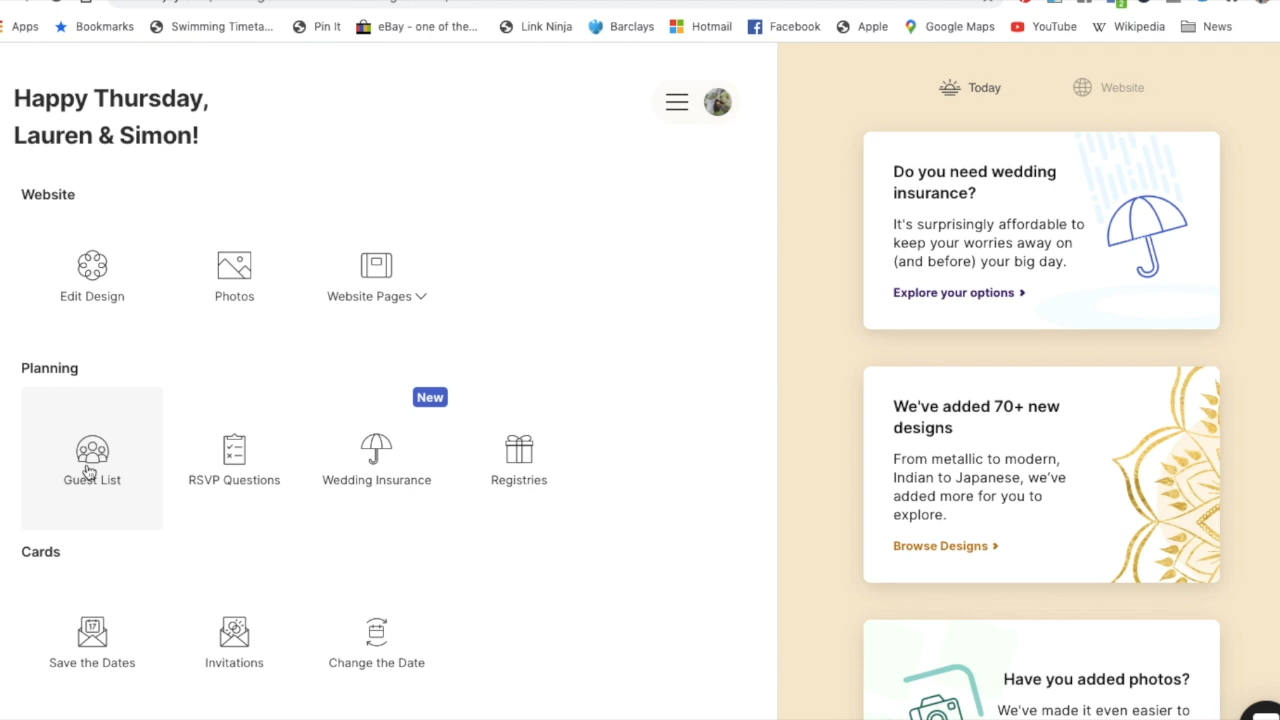 Apps Bookmarks Swimming Timeta... Pin It eBay - one of the... Link Ninja Barclays Hotmail Facebook Apple Google Maps YouTube Wikipedia News
2
Happy Thursday,
Lauren & Simon!
Website
Edit Design Photos Website Pages
Planning
New
Guest List RSVP Questions Wedding Insurance Registries
Cards
17
Save the Dates Invitations Change the Date
Today Website
Do you need wedding
insurance?
It's surprisingly affordable to
keep your worries away on
(and before) your big day.
Explore your options
We've added 70+ new
designs
From metallic to modern,
Indian to Japanese, we've
added more for you to
explore.
Browse Designs
Have you added photos?
We've made it even easier to